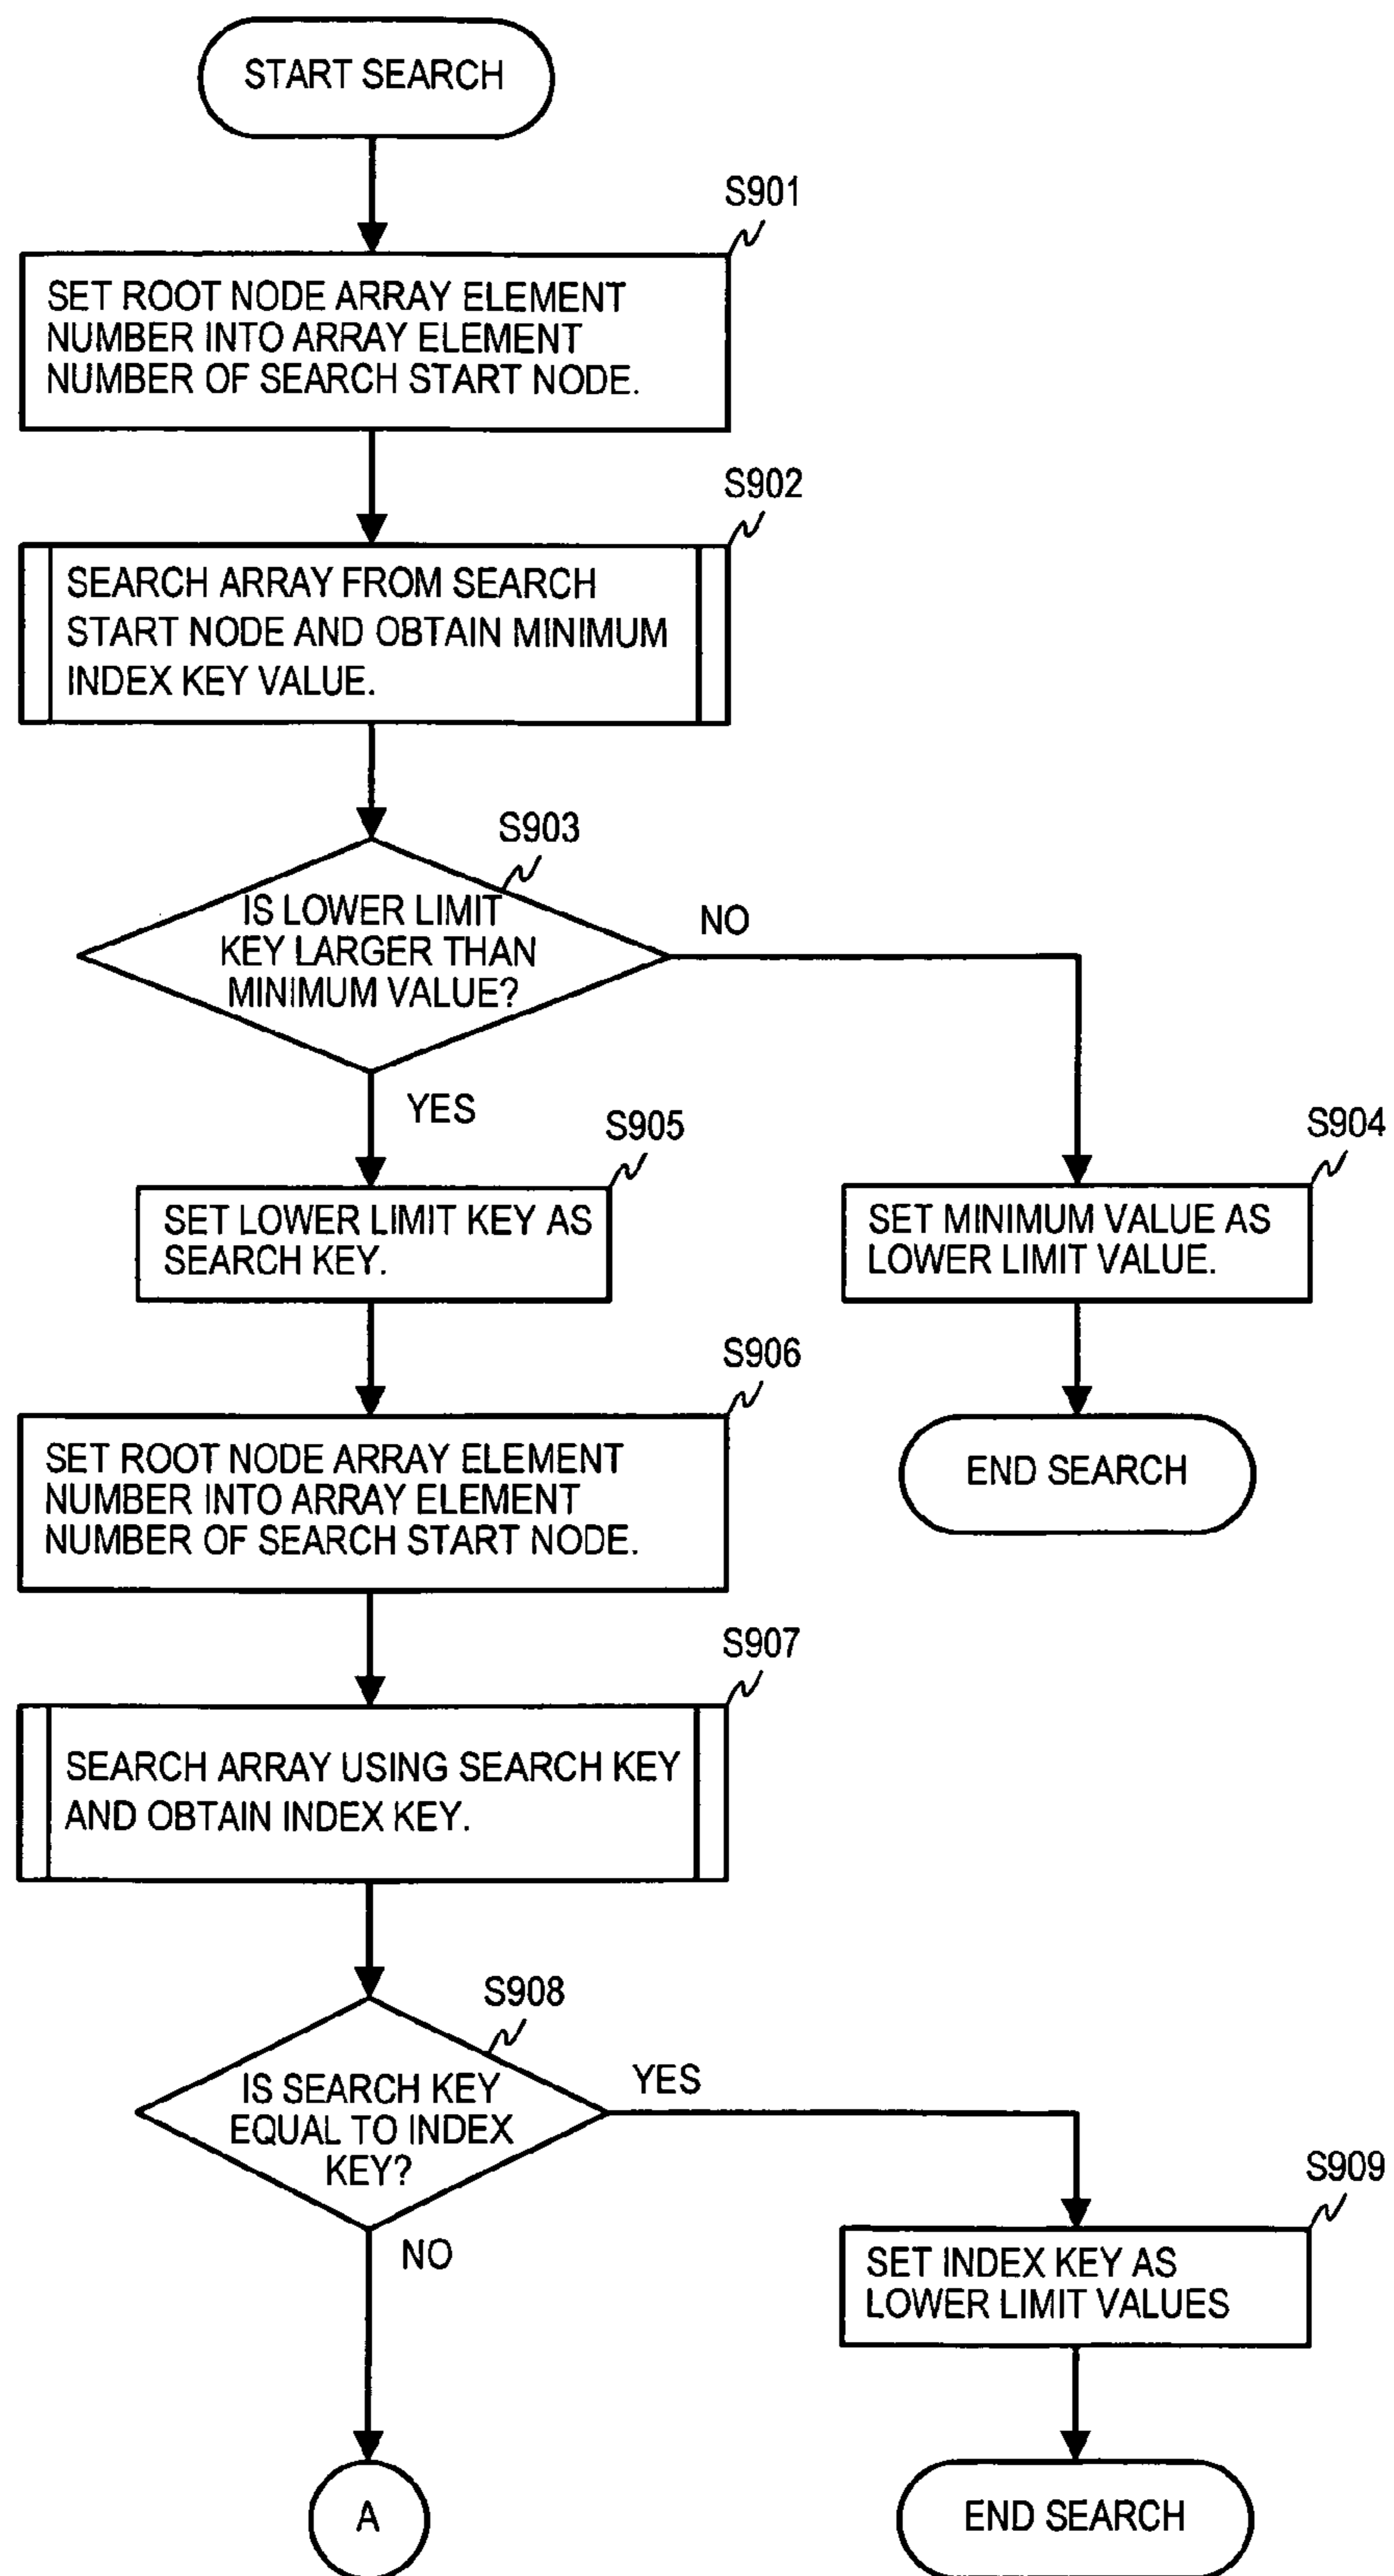 START SEARCH
S901
SET ROOT NODE ARRAY ELEMENT
NUMBER INTO ARRAY ELEMENT
NUMBER OF SEARCH START NODE.
S902
SEARCH ARRAY FROM SEARCH
START NODE AND OBTAIN MINIMUM
INDEX KEY VALUE.
S903
IS LOWER LIMIT
KEY LARGER THAN
MINIMUM VALUE?
NO
YES
S905
SET LOWER LIMIT KEY AS
SEARCH KEY.
S904
SET MINIMUM VALUE AS
LOWER LIMIT VALUE.
END SEARCH
S906
SET ROOT NODE ARRAY ELEMENT
NUMBER INTO ARRAY ELEMENT
NUMBER OF SEARCH START NODE.
S907
SEARCH ARRAY USING SEARCH KEY
AND OBTAIN INDEX KEY.
S908
IS SEARCH KEY
EQUAL TO INDEX
KEY?
YES
NO
S909
SET INDEX KEY AS
LOWER LIMIT VALUES
END SEARCH
A